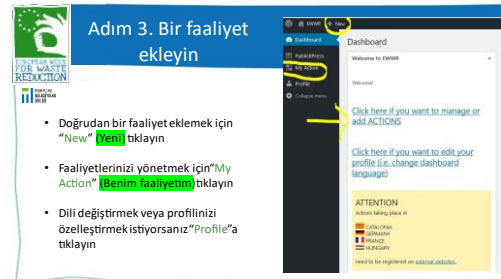 Adım 3. Bir faaliyet
ekleyin
EUROPEAN WEEK
FOR WASTE
REDUCTION
• Doğrudan bir faaliyet eklemek için
“New” (Yeni) tıklayın
• Faaliyetlerinizi yönetmek için“My
Action” (Benim faaliyetim)tıklayın
• Dili değiştirmek veya profilinizi
özelleştirmek istiyorsanız “Profile”a
tıklayın
EWWR + New
Dashboard
PublishPress
My Action
Profile
Collapse menu
Dashboard
Welcome to EWWR
Welcome!
Click here if you want to manage or
add ACTIONS
Click here if you want to edit your
profile (i.e. change dashboard
language)
ATTENTION
Actions taking place in
CATALONIA
GERMANY
FRANCE
HUNGARY
need to be registered on external websites.